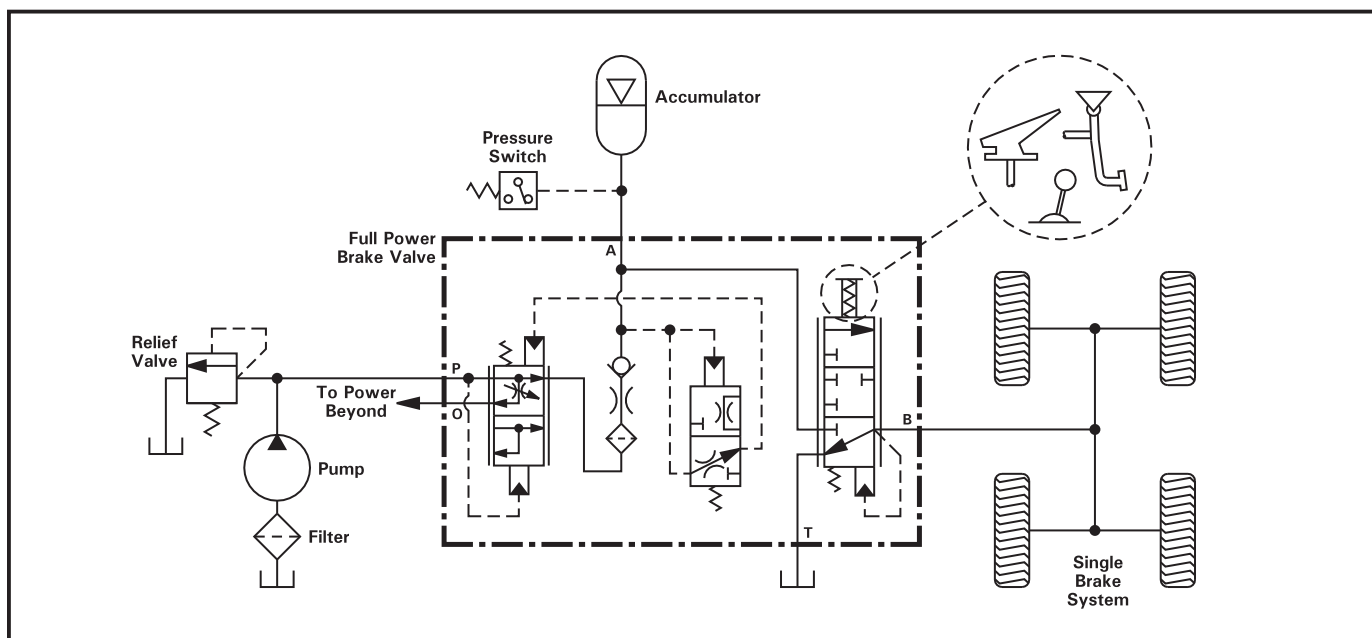 Accumulator
Pressure
Switch
Full Power
Brake Valve
A
Relief
Valve
P
To Power
Beyond
O
B
Pump
Filter
T
Single
Brake
System